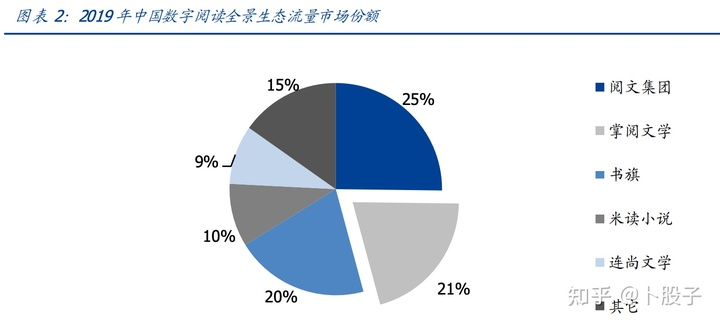 图表 2：2019 年中国数字阅读全景生态流量市场份额
15%
25%
9%
10%
20%
21%
阅文集团
掌阅文学
书旗
米读小说
连尚文学
其它
知乎 @卜股子